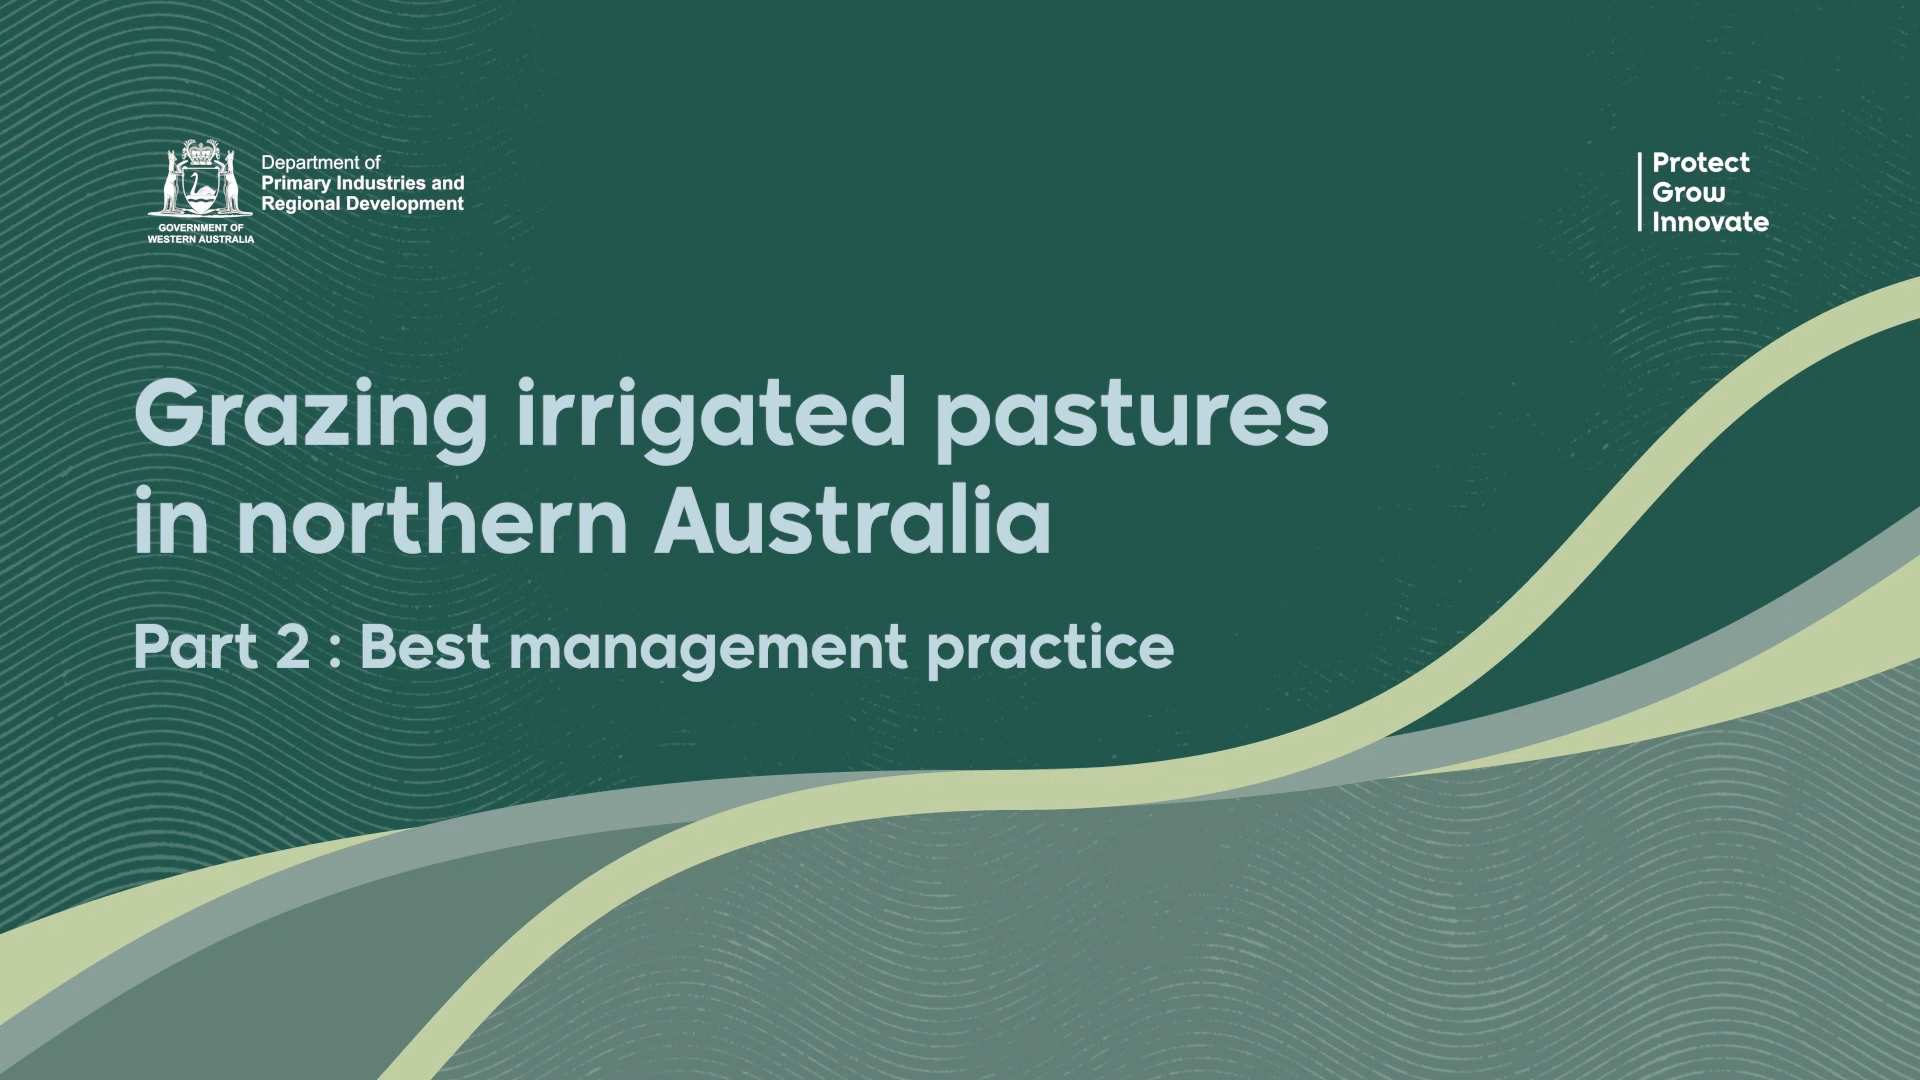 Department of
Primary Industries and
Regional Development
GOVERNMENT OF
WESTERN AUSTRALIA
Protect
Grow
Innovate
Grazing irrigated pastures
in northern Australia
Part 2 : Best management practice